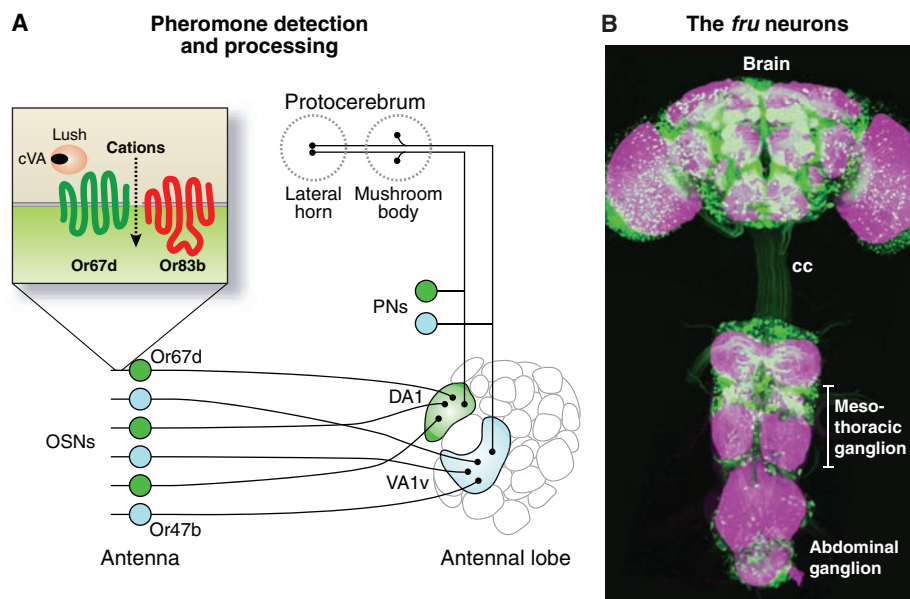 A
Pheromone detection
and processing
Protocerebrum
Lush
cVA
Cations
Or67d
Or83b
Lateral
horn
Mushroom
body
PNs
Or67d
DA1
OSNs
VA1v
Or47b
Antenna
Antennal lobe
B
The fru neurons
Brain
cc
Meso-
thoracic
ganglion
Abdominal
ganglion